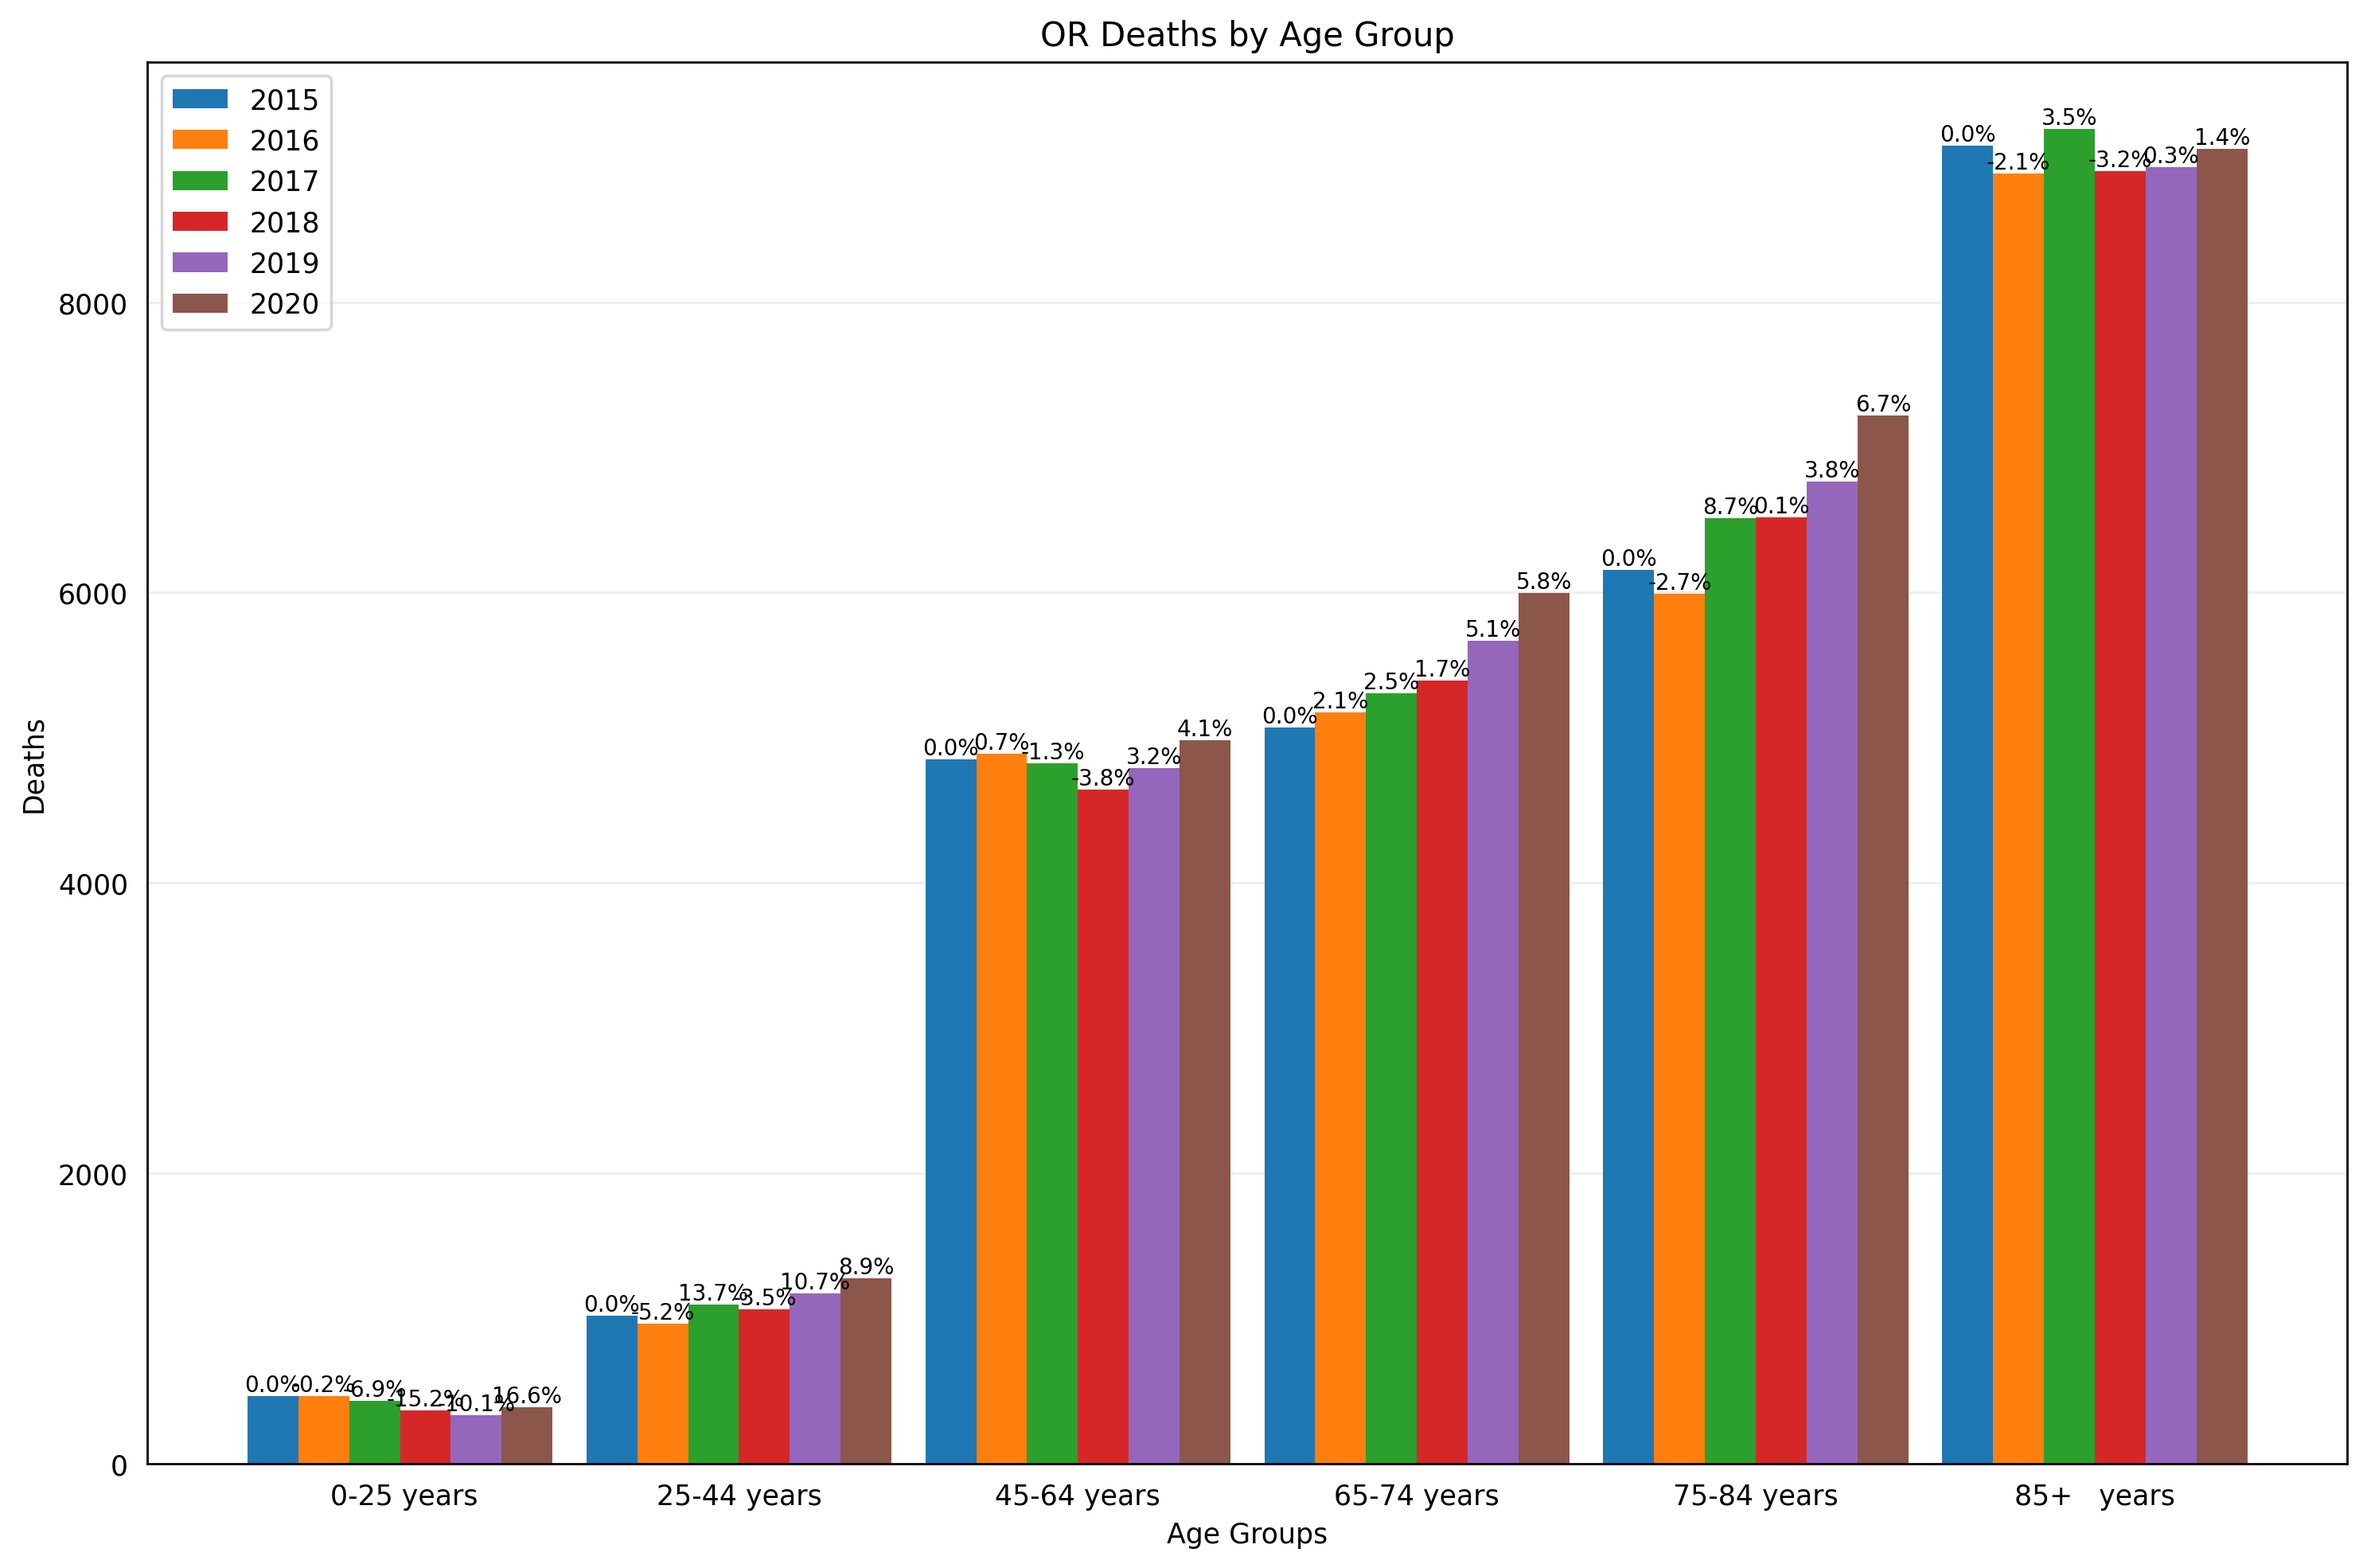 OR Deaths by Age Group
2015
2016
2017
2018
2019
2020
Deaths
8000
6000
4000
2000
0
0.0% -0.2% -6.9% -15.2% -10.1% 16.6%
0.0% -5.2% 13.7% -3.5% 10.7% 8.9%
0.0% 0.7% -1.3% -3.8% 3.2% 4.1%
0.0% 2.1% 2.5% 1.7% 5.1% 5.8%
0.0% -2.7% 8.7% 0.1% 3.8% 6.7%
0.0% -2.1% 3.5% -3.2% 0.3% 1.4%
0-25 years 25-44 years 45-64 years 65-74 years 75-84 years 85+ years
Age Groups